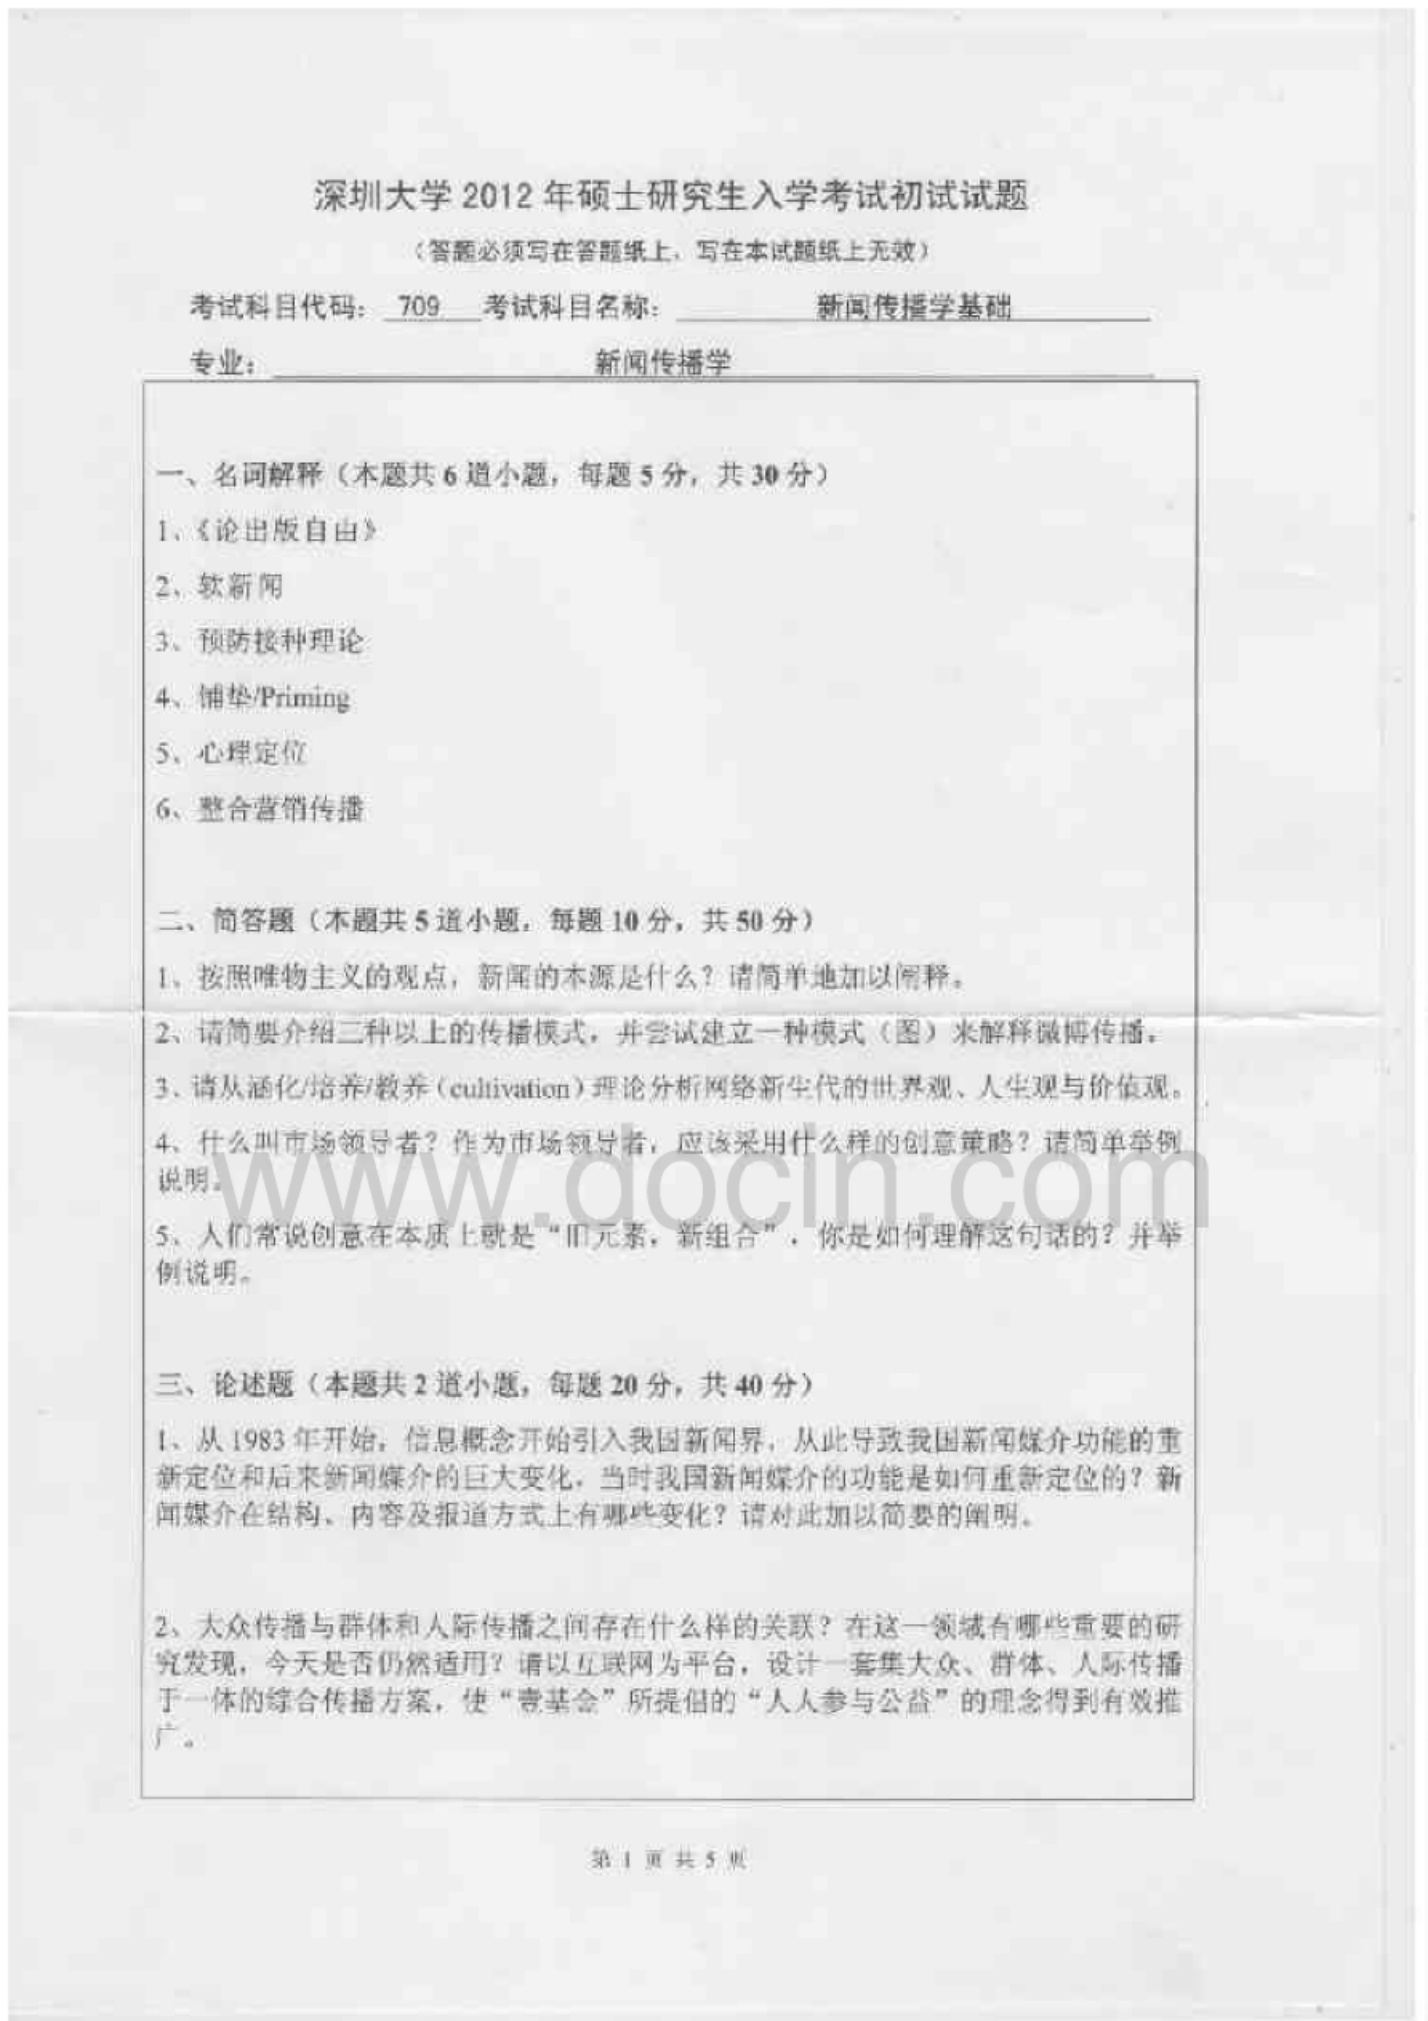 深圳大学 2012 年硕士研究生入学考试初试试题
（答题必须写在答题纸上，写在本试题纸上无效）
考试科目代码：709 考试科目名称：新闻传播学基础
专业：新闻传播学
一、名词解释（本题共 6 道小题，每题 5 分，共 30 分）
1、《论出版自由》
2、软新闻
3、预防接种理论
4、铺垫/Priming
5、心理定位
6、整合营销传播
二、简答题（本题共 5 道小题，每题 10 分，共 50 分）
1、按照唯物主义的观点，新闻的本源是什么？请简单地加以阐释。
2、请简要介绍三种以上的传播模式，并尝试建立一种模式（图）来解释微博传播。
3、请从涵化/培养/教养（cultivation）理论分析网络新生代的世界观、人生观与价值观。
4、什么叫市场领导者？作为市场领导者，应该采用什么样的创意策略？请简单举例
说明。
5、人们常说创意在本质上就是“旧元素，新组合”，你是如何理解这句话的？并举
例说明。
三、论述题（本题共 2 道小题，每题 20 分，共 40 分）
1、从 1983 年开始，信息概念开始引入我国新闻界，从此导致我国新闻媒介功能的重
新定位和后来新闻媒介的巨大变化，当时我国新闻媒介的功能是如何重新定位的？新
闻媒介在结构、内容及报道方式上有哪些变化？请对此加以简要的阐明。
2、大众传播与群体和人际传播之间存在什么样的关联？在这一领域有哪些重要的研
究发现，今天是否仍然适用？请以互联网为平台，设计一套集大众、群体、人际传播
于一体的综合传播方案，使“壹基金”所提倡的“人人参与公益”的理念得到有效推
广。
第 1 页 共 5 页
www.docin.com